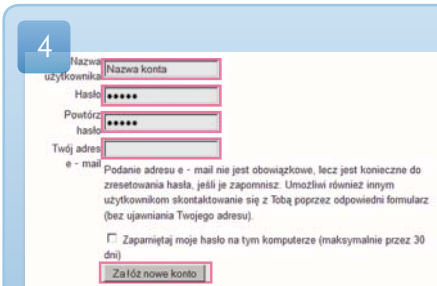 4
Nazwa
użytkownika Nazwa konta
Hasło •••••
Powtórz
hasło •••••
Twój adres
e - mail
Podanie adresu e - mail nie jest obowiązkowe, lecz jest konieczne do
zresetowania hasła, jeśli je zapomnisz. Umożliwi również innym
użytkownikom skontaktowanie się z Tobą poprzez odpowiedni formularz
(bez ujawniania Twojego adresu).
Zapamiętaj moje hasło na tym komputerze (maksymalnie przez 30
dni)
Załóż nowe konto